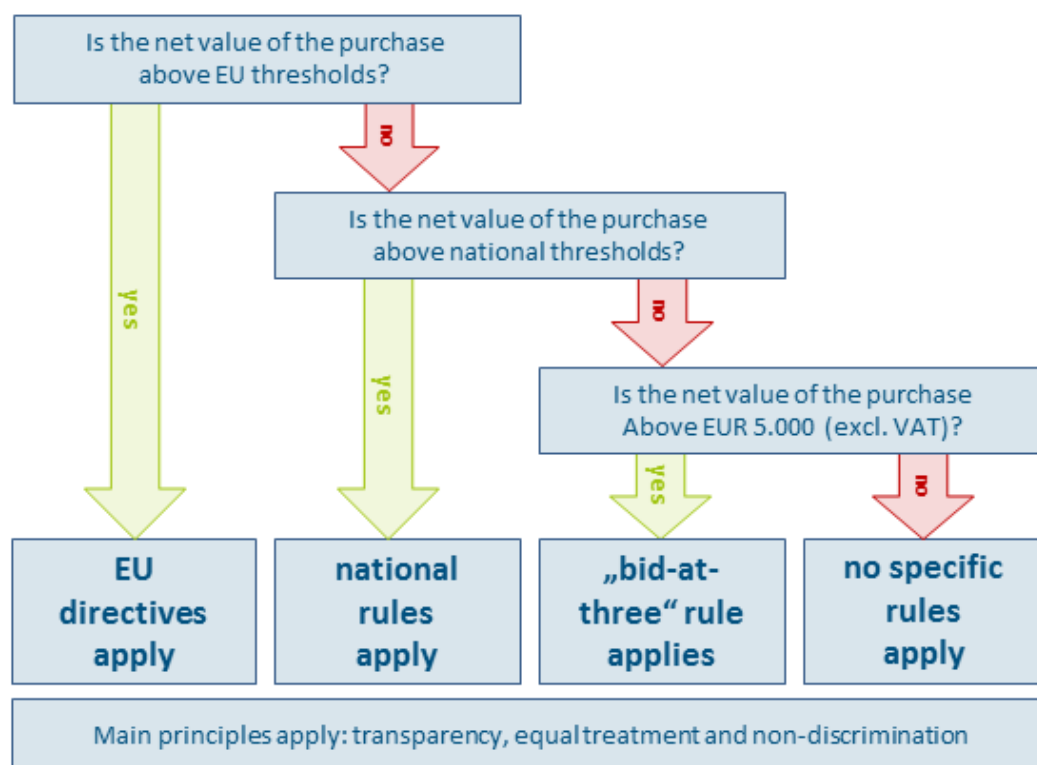 Is the net value of the purchase
above EU thresholds?
no
Is the net value of the purchase
above national thresholds?
yes
no
yes
Is the net value of the purchase
Above EUR 5.000 (excl. VAT)?
yes
no
EU
directives
apply
national
rules
apply
„bid-at-
three“ rule
applies
no specific
rules
apply
Main principles apply: transparency, equal treatment and non-discrimination